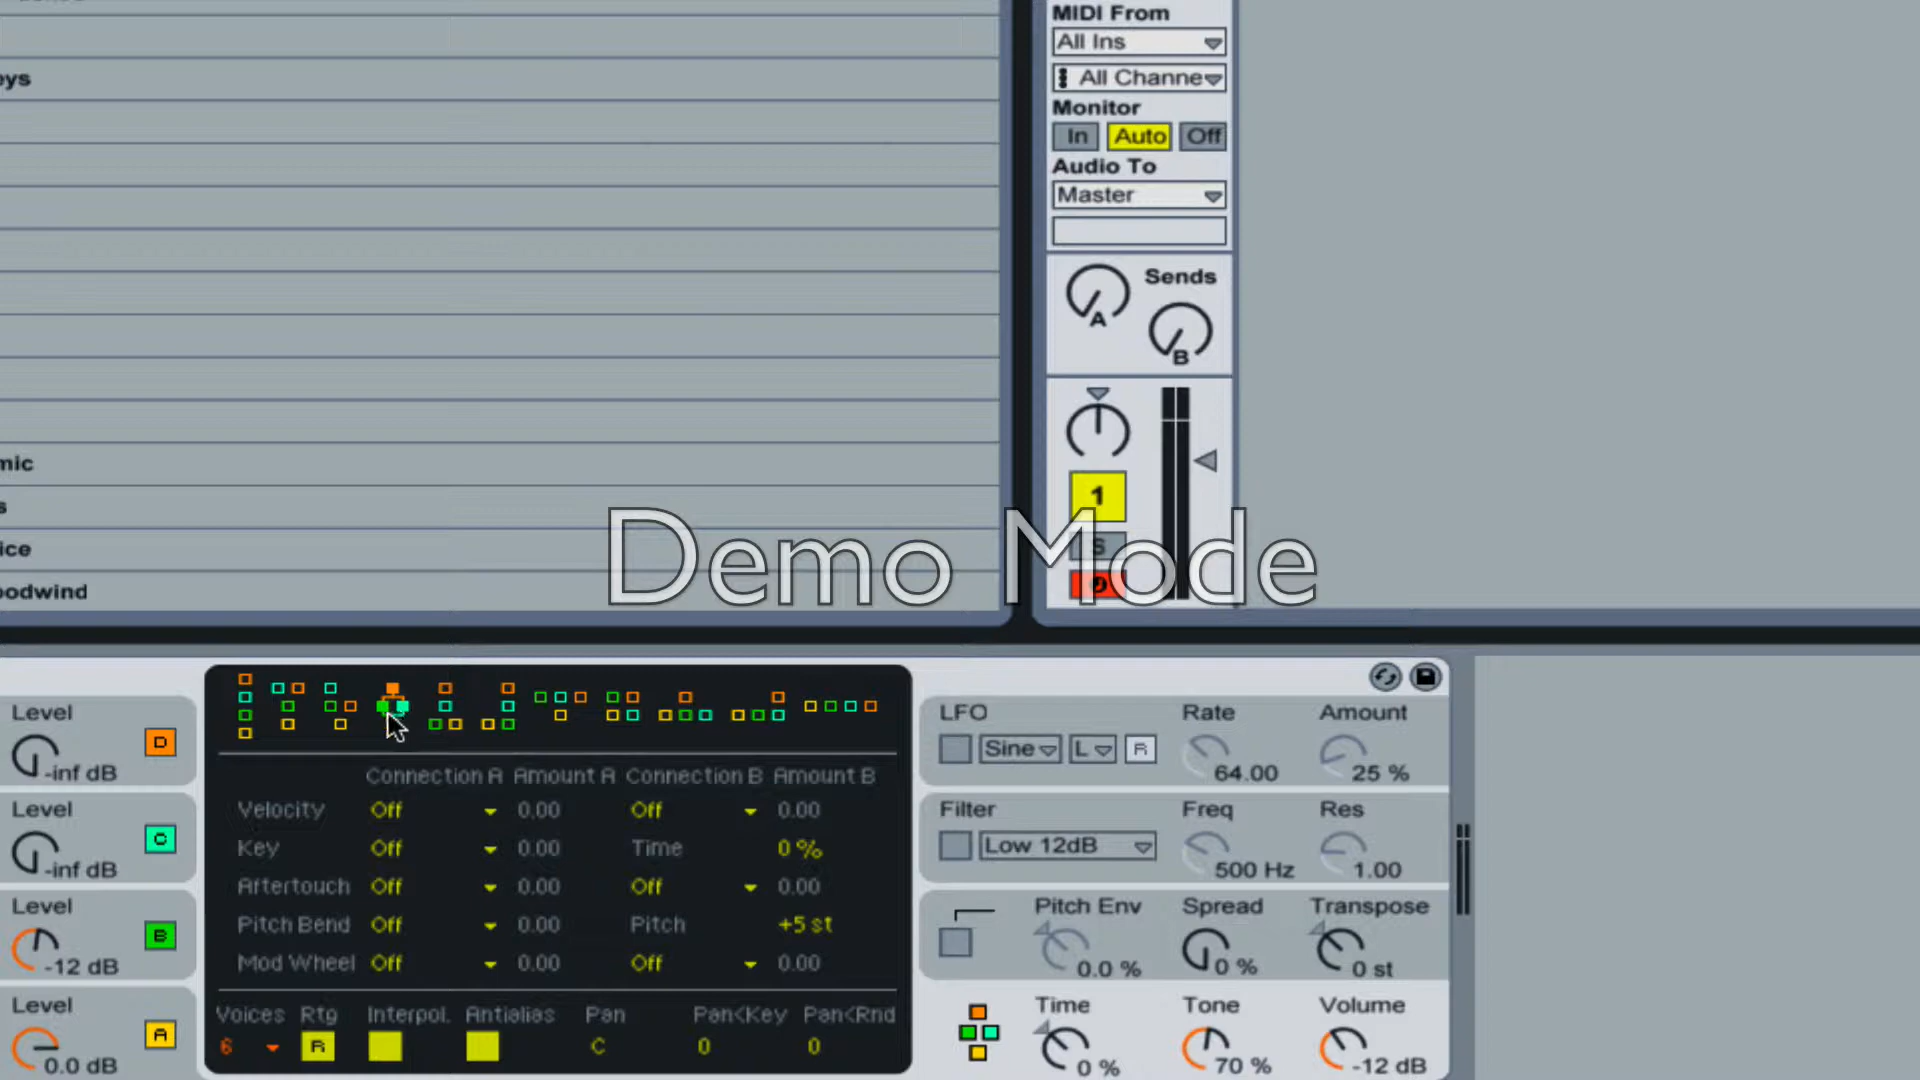 eys
mic
s
ice
oodwind
MIDI From
All Ins
All Channe
Monitor
In Auto Off
Audio To
Master
Sends
A
B
1
S
Demo Mode
Level
-inf dB
D
Level
-inf dB
C
Level
-12 dB
B
Level
0.0 dB
A
Connection A Amount A Connection B Amount B
Velocity Off 0.00 Off 0.00
Key Off 0.00 Time 0 %
Aftertouch Off 0.00 Off 0.00
Pitch Bend Off 0.00 Pitch +5 st
Mod Wheel Off 0.00 Off 0.00
Voices Rtg Interpol. Antialias Pan Pan<Key Pan<Rnd
6 R C 0 0
LFO Rate Amount
Sine L R 64.00 25 %
Filter Freq Res
Low 12dB 500 Hz 1.00
Pitch Env Spread Transpose
0.0 % 0 % 0 st
Time Tone Volume
0 % 70 % -12 dB